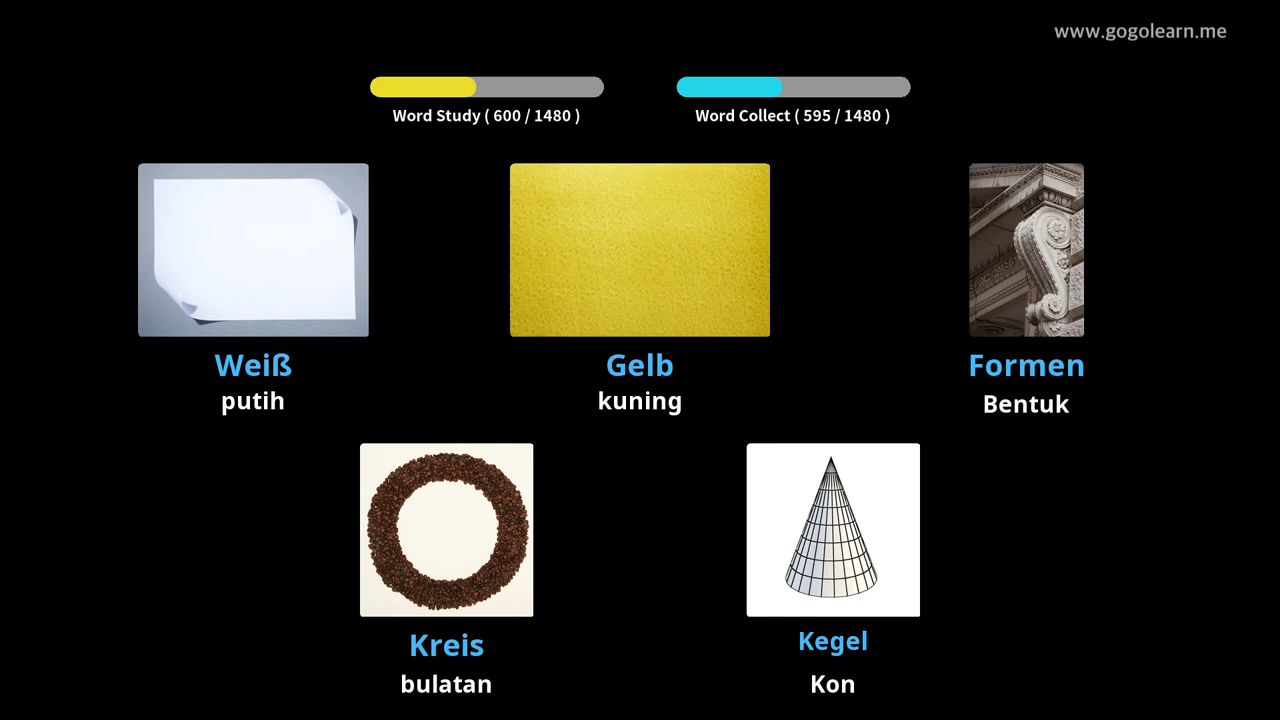 www.gogolearn.me
Word Study ( 600 / 1480 )
Word Collect ( 595 / 1480 )
Weiß
putih
Gelb
kuning
Formen
Bentuk
Kreis
bulatan
Kegel
Kon